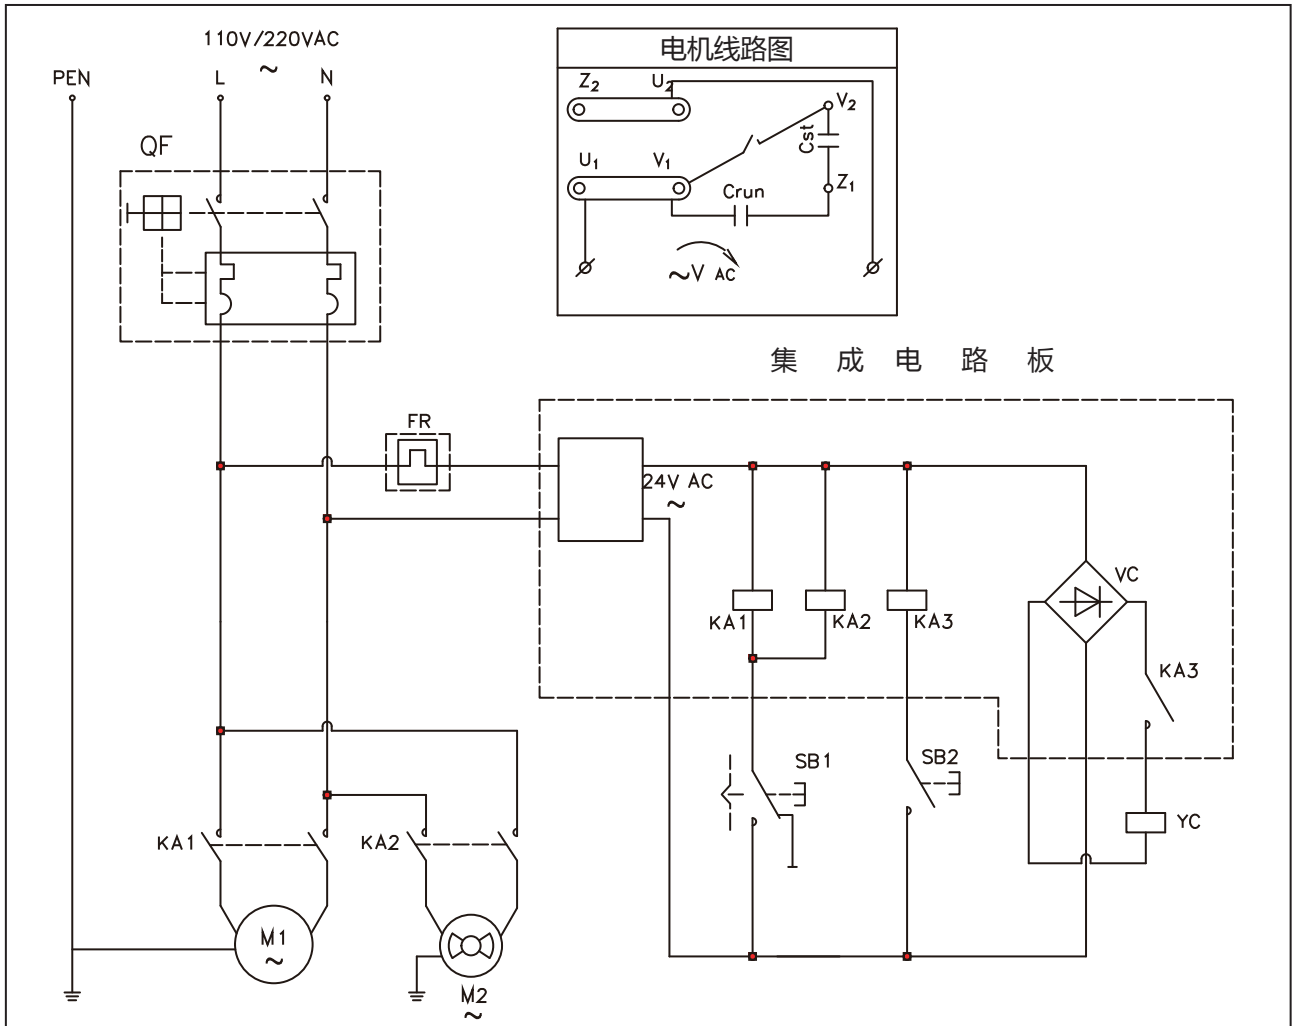 110V/220VAC
~
PEN
L
N
QF
电机线路图
Z2
U2
V2
Cst
U1
V1
Z1
Crun
~V AC
集 成 电 路 板
FR
24V AC
~
VC
KA1
KA2
KA3
KA3
SB1
SB2
YC
KA1
KA2
M1
~
M2
~